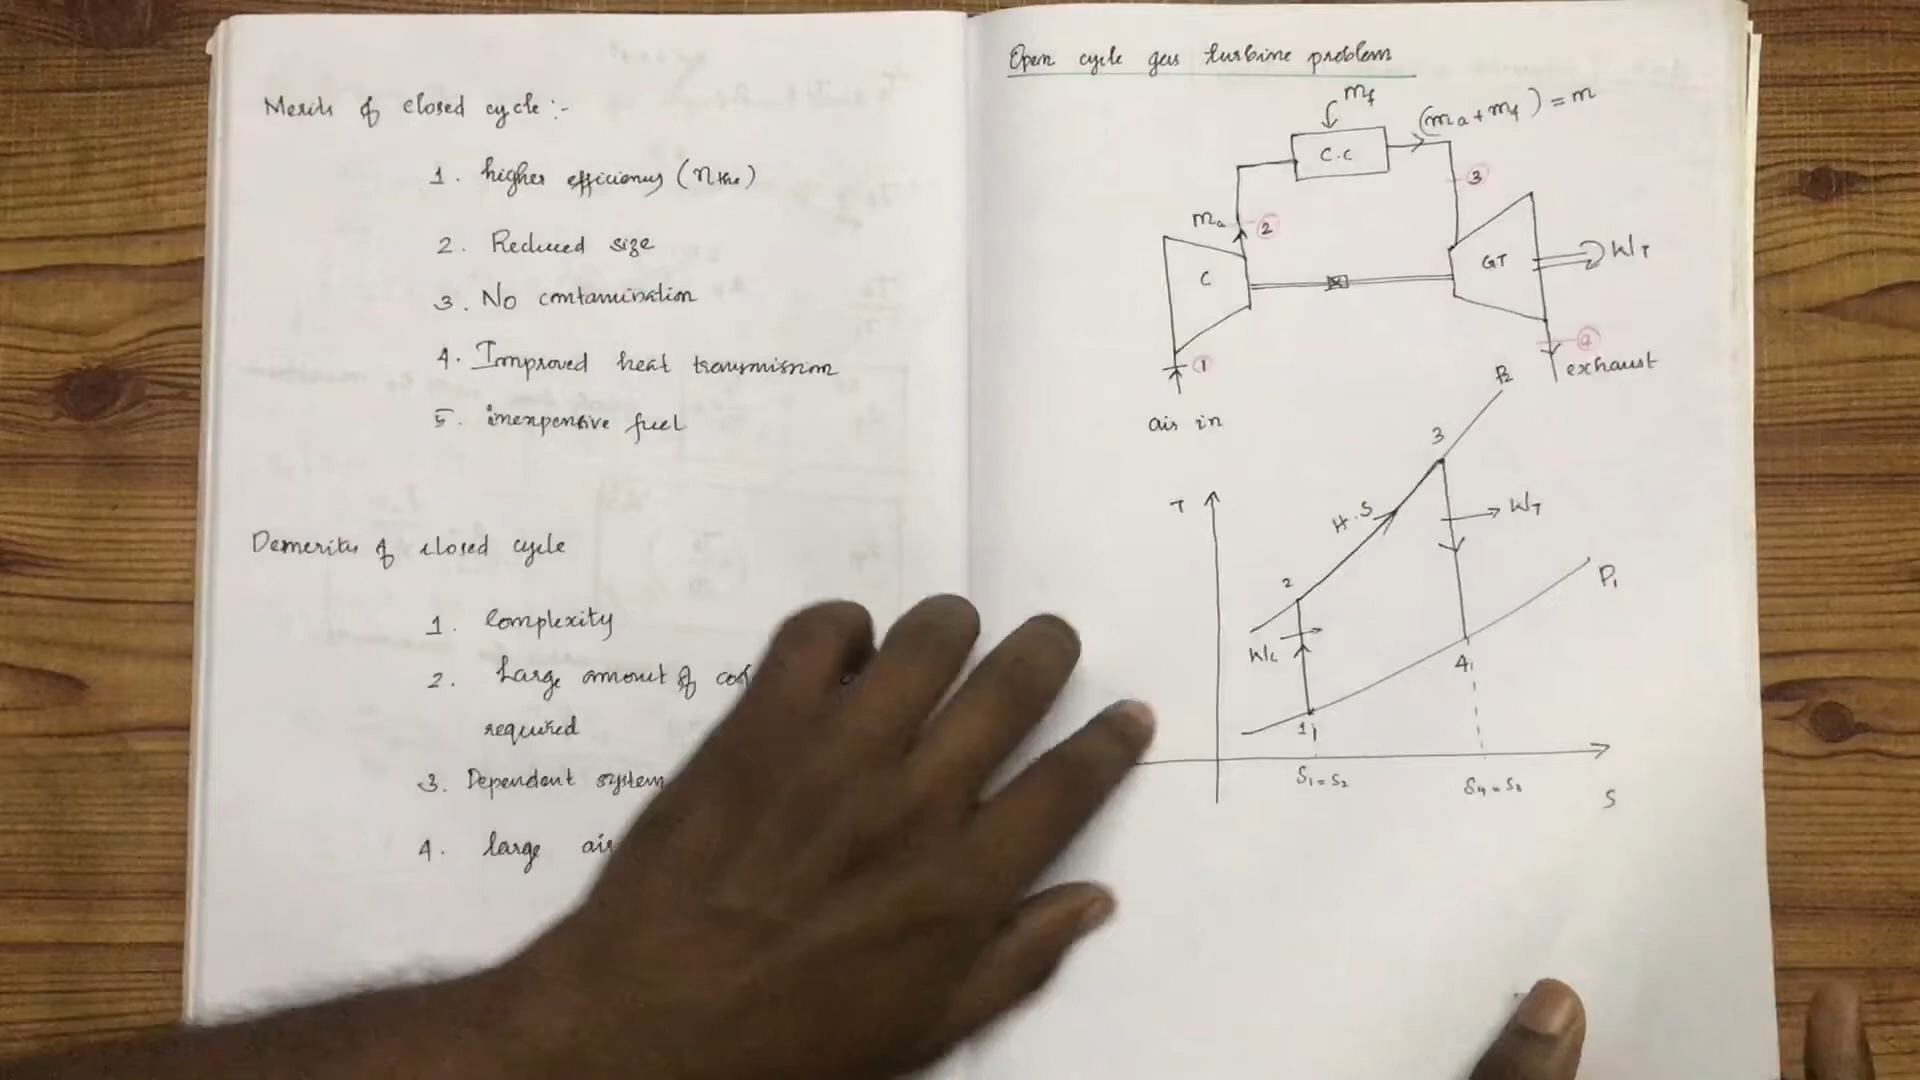 Merits of closed cycle :-
1. higher efficiency (ηthe)
2. Reduced size
3. No contamination
4. Improved heat transmission
5. inexpensive fuel
Demerits of closed cycle
1. Complexity
2. Large amount of
required
3. Dependent system
4. large air
Open cycle gas turbine problem
mf
(ma + mf) = m
C.C
3
ma
2
C
GT
WT
1
4
exhaust
air in
P2
3
T
H.S
WT
2
P1
Wc
4
1
S1 = S2
S4 = S3
S